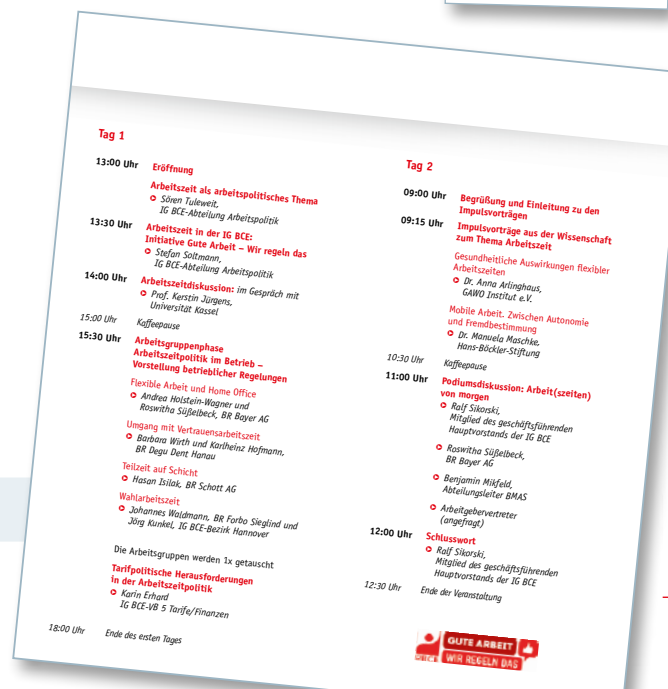 Tag 1
13:00 Uhr Eröffnung
Arbeitszeit als arbeitspolitisches Thema
Sören Tuleweit,
IG BCE-Abteilung Arbeitspolitik
13:30 Uhr Arbeitszeit in der IG BCE:
Initiative Gute Arbeit – Wir regeln das
Stefan Soltmann,
IG BCE-Abteilung Arbeitspolitik
14:00 Uhr Arbeitszeitdiskussion: im Gespräch mit
Prof. Kerstin Jürgens,
Universität Kassel
15:00 Uhr Kaffeepause
15:30 Uhr Arbeitsgruppenphase
Arbeitszeitpolitik im Betrieb –
Vorstellung betrieblicher Regelungen
Flexible Arbeit und Home Office
Andrea Holstein-Wagner und
Roswitha Süßelbeck, BR Bayer AG
Umgang mit Vertrauensarbeitszeit
Barbara Wirth und Karlheinz Hofmann,
BR Degu Dent Hanau
Teilzeit auf Schicht
Hasan Isilak, BR Schott AG
Wahlarbeitszeit
Johannes Waldmann, BR Forbo Sieglind und
Jörg Kunkel, IG BCE-Bezirk Hannover
Die Arbeitsgruppen werden 1x getauscht
Tarifpolitische Herausforderungen
in der Arbeitszeitpolitik
Karin Erhard
IG BCE-VB 5 Tarife/Finanzen
18:00 Uhr Ende des ersten Tages
Tag 2
09:00 Uhr Begrüßung und Einleitung zu den
Impulsvorträgen
09:15 Uhr Impulsvorträge aus der Wissenschaft
zum Thema Arbeitszeit
Gesundheitliche Auswirkungen flexibler
Arbeitszeiten
Dr. Anna Arlinghaus,
GAWO Institut e.V.
Mobile Arbeit. Zwischen Autonomie
und Fremdbestimmung
Dr. Manuela Maschke,
Hans-Böckler-Stiftung
10:30 Uhr Kaffeepause
11:00 Uhr Podiumsdiskussion: Arbeit(szeiten)
von morgen
Ralf Sikorski,
Mitglied des geschäftsführenden
Hauptvorstands der IG BCE
Roswitha Süßelbeck,
BR Bayer AG
Benjamin Mikfeld,
Abteilungsleiter BMAS
Arbeitgebervertreter
(angefragt)
12:00 Uhr Schlusswort
Ralf Sikorski,
Mitglied des geschäftsführenden
Hauptvorstands der IG BCE
12:30 Uhr Ende der Veranstaltung
GUTE ARBEIT
WIR REGELN DAS